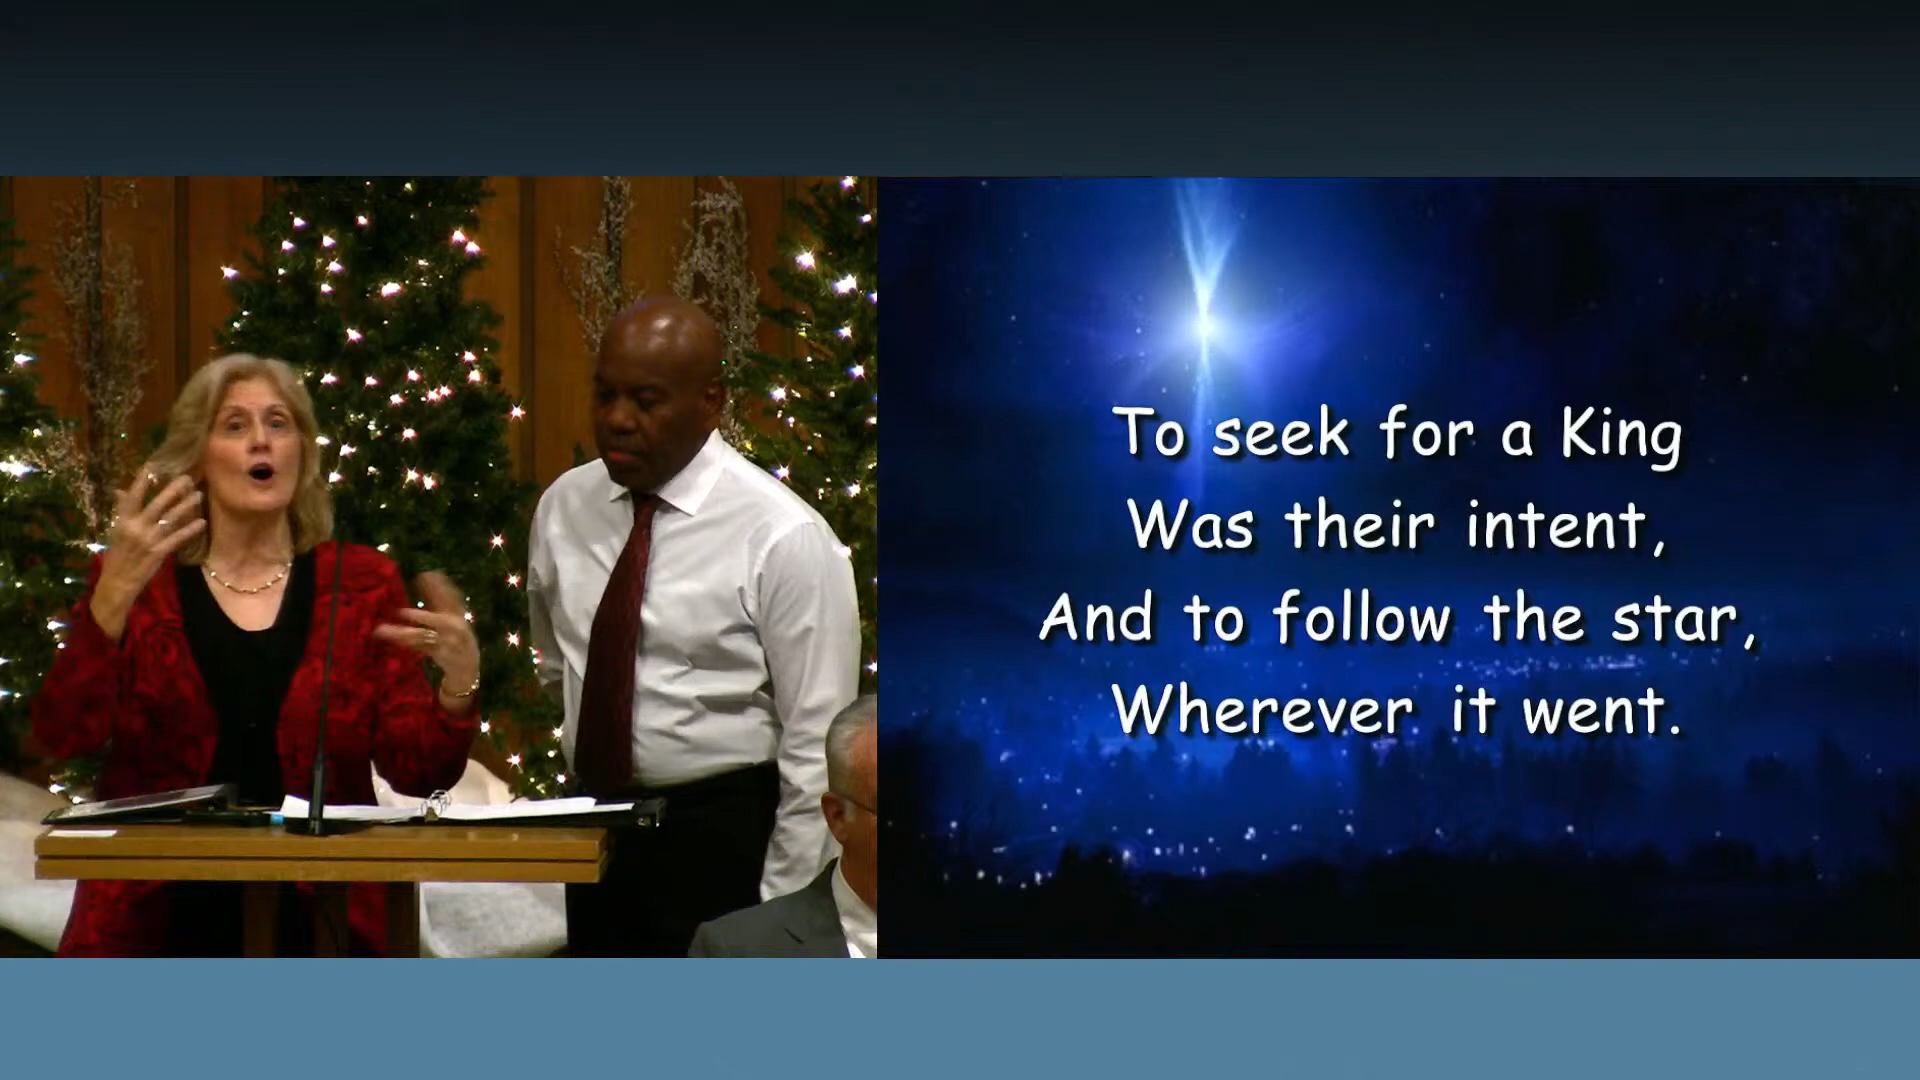 To seek for a King
Was their intent,
And to follow the star,
Wherever it went.